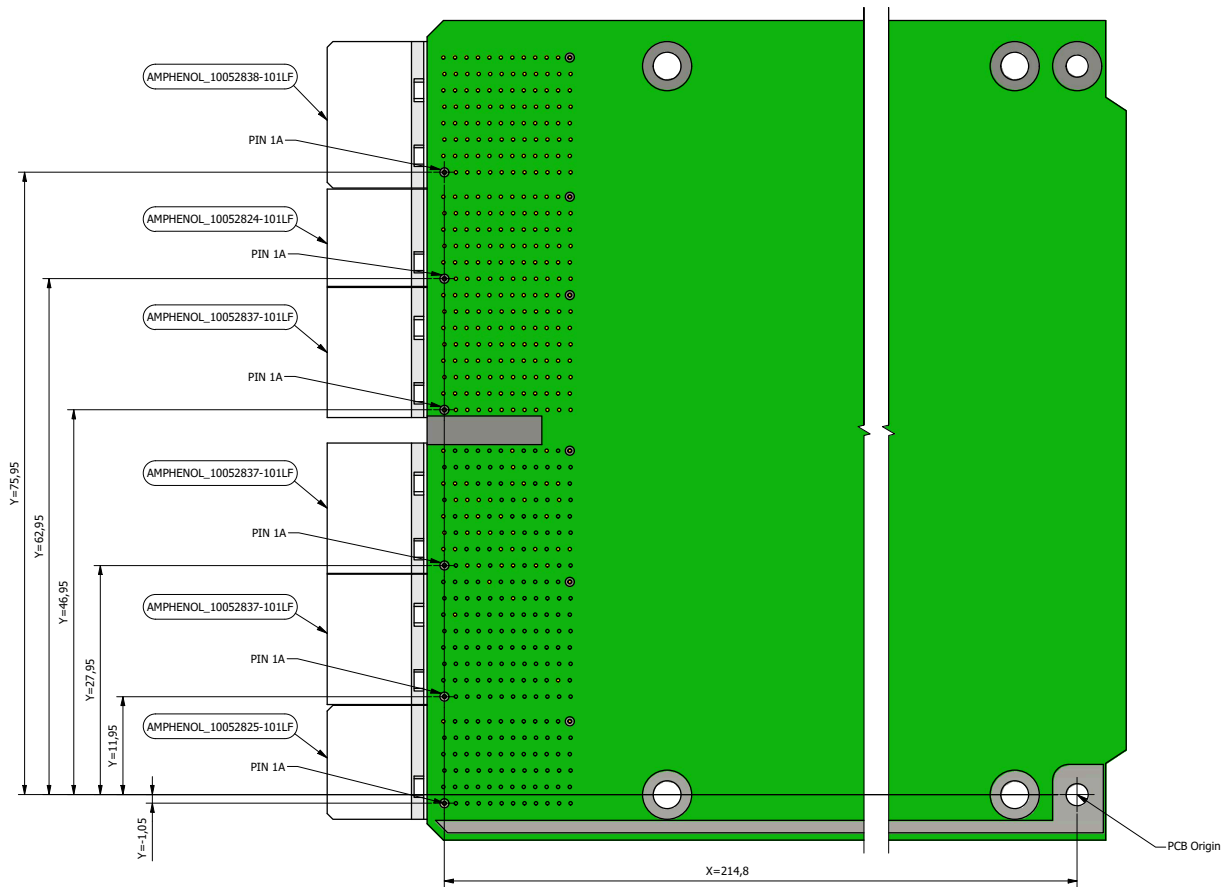 AMPHENOL_10052838-101LF
PIN 1A
AMPHENOL_10052824-101LF
PIN 1A
AMPHENOL_10052837-101LF
PIN 1A
AMPHENOL_10052837-101LF
PIN 1A
AMPHENOL_10052837-101LF
PIN 1A
AMPHENOL_10052825-101LF
PIN 1A
Y=75,95
Y=62,95
Y=46,95
Y=27,95
Y=11,95
Y=-1,05
X=214,8
PCB Origin